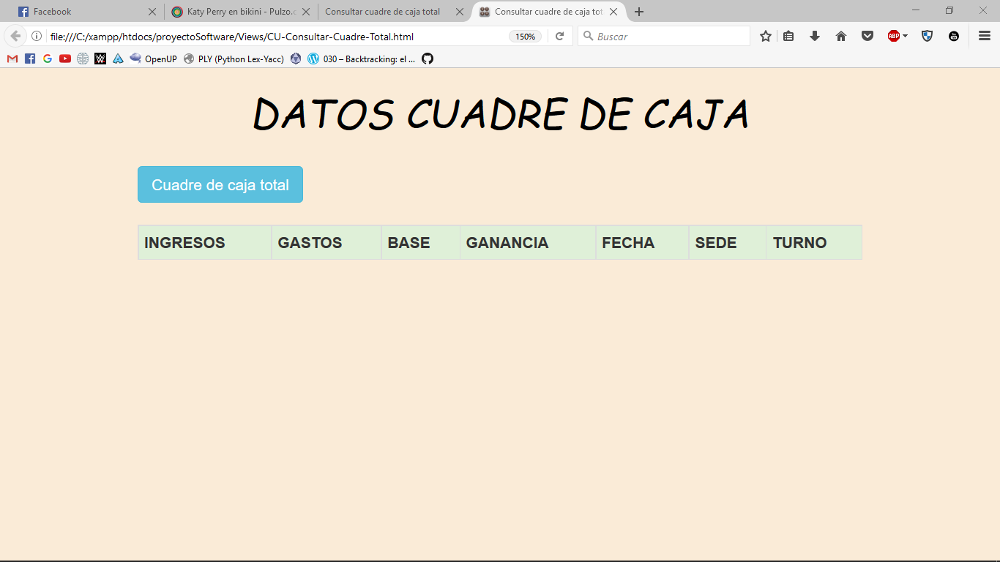 Facebook
Katy Perry en bikini - Pulzo.c
Consultar cuadre de caja total
Consultar cuadre de caja tot
file:///C:/xampp/htdocs/proyectoSoftware/Views/CU-Consultar-Cuadre-Total.html
150%
Buscar
ABP
OpenUP
PLY (Python Lex-Yacc)
030 – Backtracking: el ...
DATOS CUADRE DE CAJA
Cuadre de caja total
INGRESOS GASTOS BASE GANANCIA FECHA SEDE TURNO